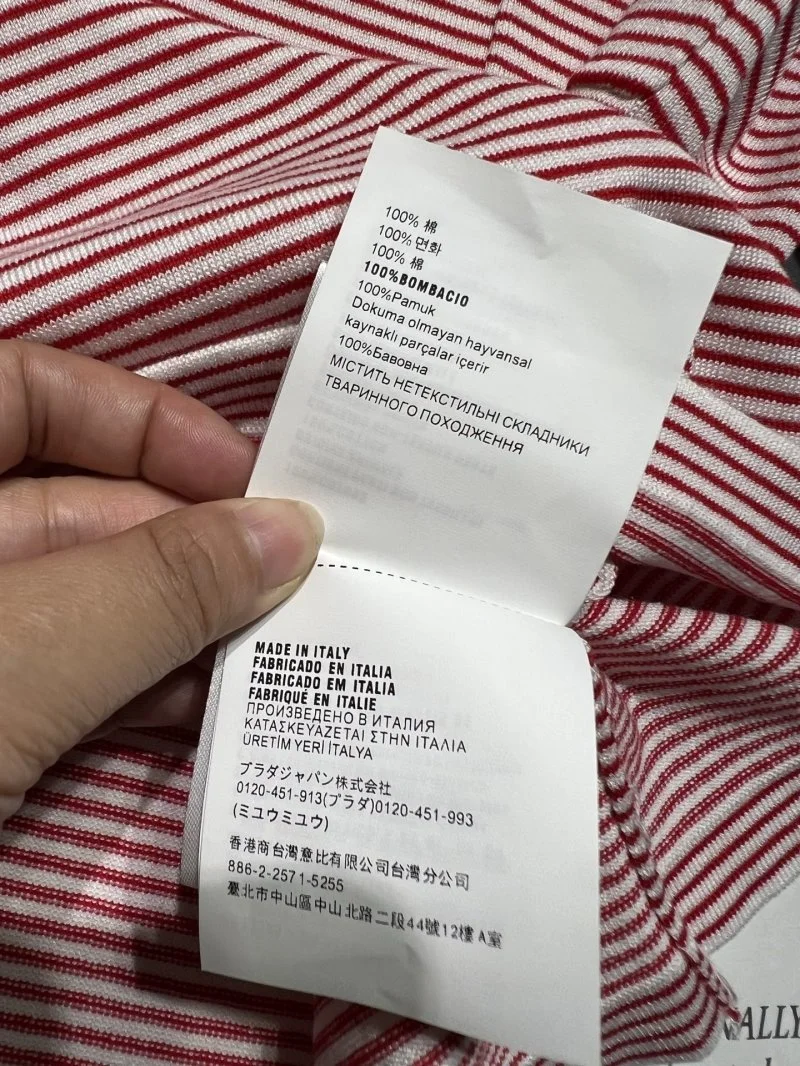 100% 棉
100% 면화
100% 棉
100%BOMBACIO
100%Pamuk
Dokuma olmayan hayvansal
kaynaklı parçalar içerir
100%Бавовна
МІСТИТЬ НЕТЕКСТИЛЬНІ СКЛАДНИКИ
ТВАРИННОГО ПОХОДЖЕННЯ
MADE IN ITALY
FABRICADO EN ITALIA
FABRICADO EM ITALIA
FABRIQUÉ EN ITALIE
ПРОИЗВЕДЕНО В ИТАЛИЯ
ΚΑΤΑΣΚΕΥΑΖΕΤΑΙ ΣΤΗΝ ΙΤΑΛΙΑ
ÜRETİM YERİ İTALYA
プラダジャパン株式会社
0120-451-913(プラダ)0120-451-993
(ミユウミユウ)
香港商台灣意比有限公司台灣分公司
886-2-2571-5255
臺北市中山區中山北路二段44號12樓A室